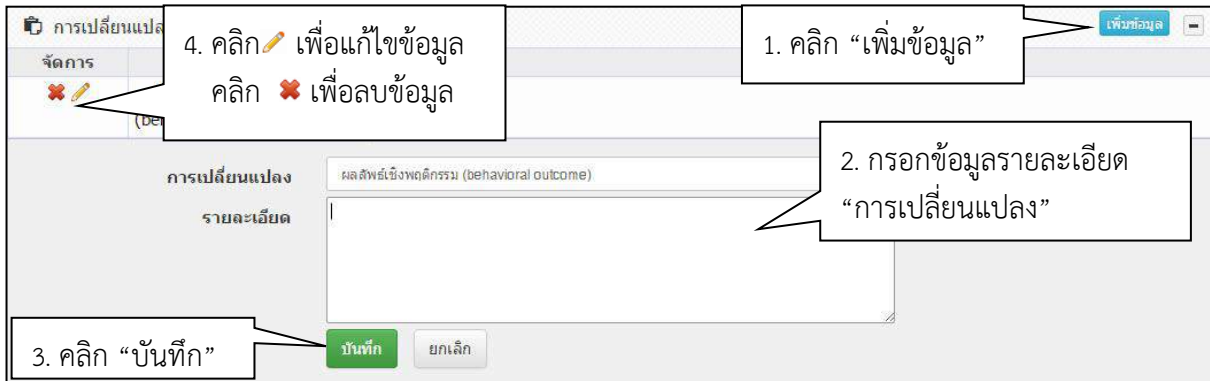 การเปลี่ยนแปล
4. คลิก เพื่อแก้ไขข้อมูล
คลิก เพื่อลบข้อมูล
1. คลิก “เพิ่มข้อมูล”
เพิ่มข้อมูล
จัดการ
(be
การเปลี่ยนแปลง
ผลลัพธ์เชิงพฤติกรรม (behavioral outcome)
2. กรอกข้อมูลรายละเอียด
“การเปลี่ยนแปลง”
รายละเอียด
3. คลิก “บันทึก”
บันทึก
ยกเลิก